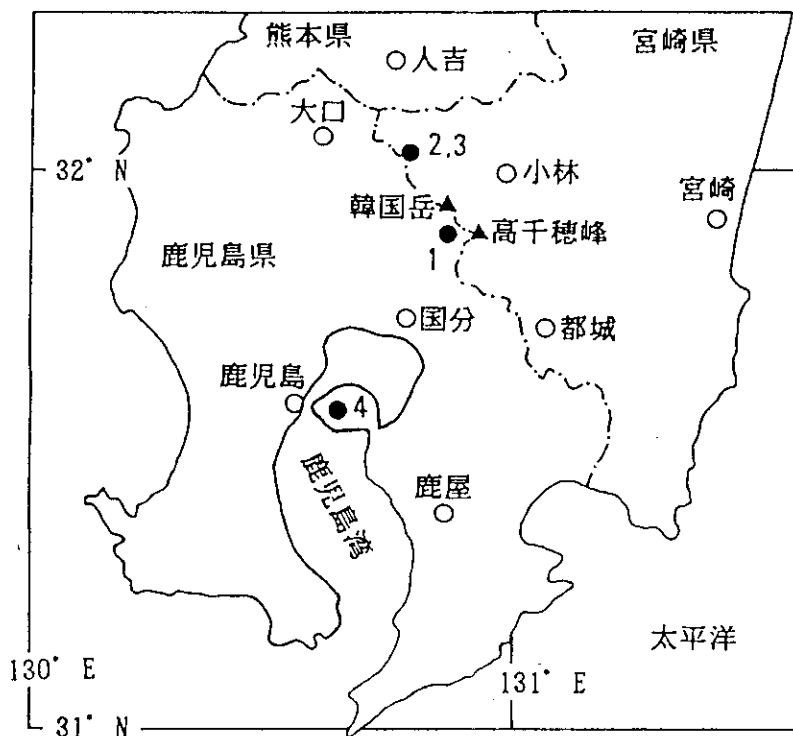 熊本県
人吉
宮崎県
大口
2,3
32° N
小林
韓国岳
宮崎
高千穂峰
1
鹿児島県
国分
都城
鹿児島
4
鹿児島湾
鹿屋
太平洋
130° E
131° E
31° N